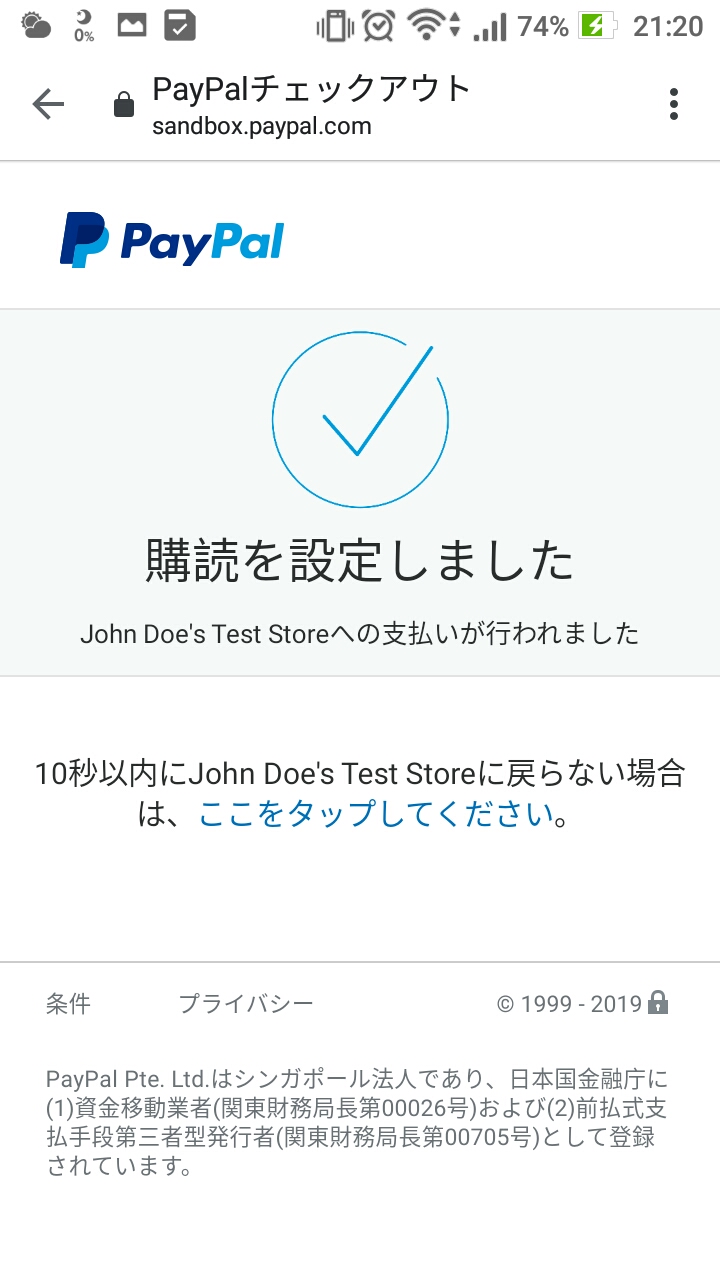 0%
74%
21:20
PayPalチェックアウト
sandbox.paypal.com
PayPal
購読を設定しました
John Doe's Test Storeへの支払いが行われました
10秒以内にJohn Doe's Test Storeに戻らない場合
は、ここをタップしてください。
条件 プライバシー © 1999 - 2019
PayPal Pte. Ltd.はシンガポール法人であり、日本国金融庁に
(1)資金移動業者(関東財務局長第00026号)および(2)前払式支
払手段第三者型発行者(関東財務局長第00705号)として登録
されています。